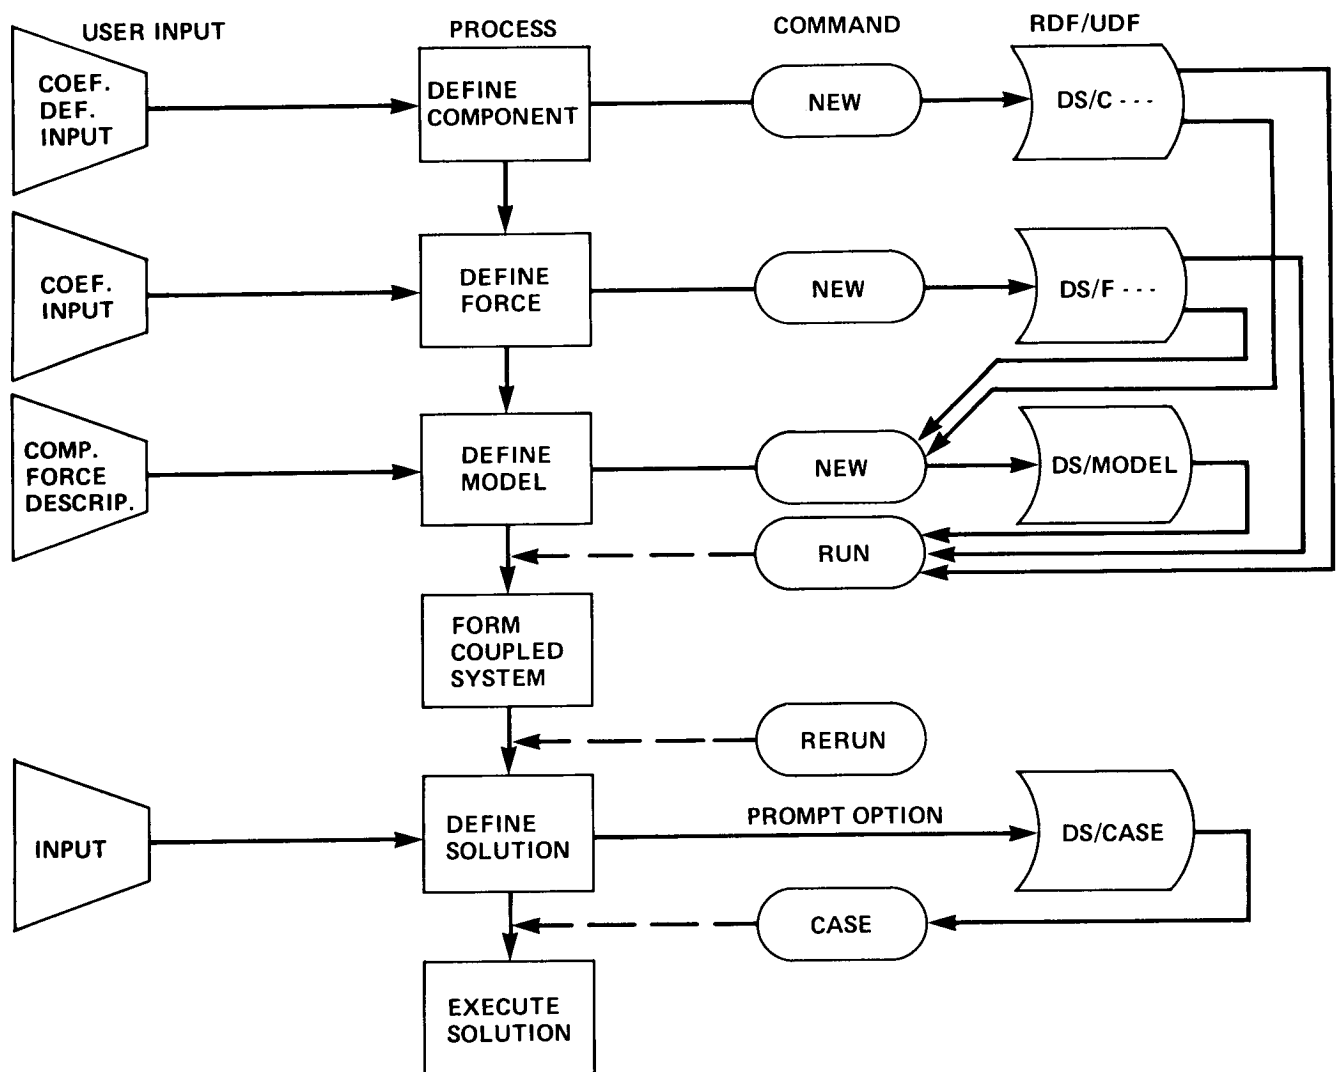 USER INPUT
PROCESS
COMMAND
RDF/UDF
COEF.
DEF.
INPUT
DEFINE
COMPONENT
NEW
DS/C ---
COEF.
INPUT
DEFINE
FORCE
NEW
DS/F ---
COMP.
FORCE
DESCRIP.
DEFINE
MODEL
NEW
DS/MODEL
RUN
FORM
COUPLED
SYSTEM
RERUN
INPUT
DEFINE
SOLUTION
PROMPT OPTION
DS/CASE
CASE
EXECUTE
SOLUTION